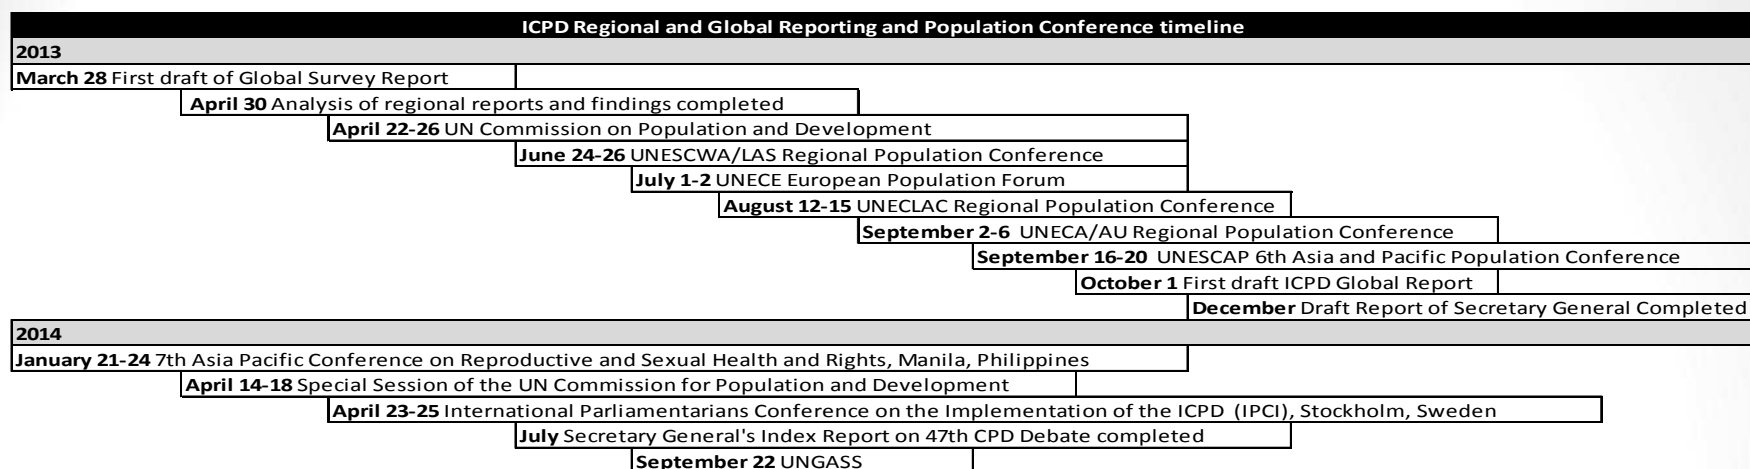 ICPD Regional and Global Reporting and Population Conference timeline
2013
March 28 First draft of Global Survey Report
April 30 Analysis of regional reports and findings completed
April 22-26 UN Commission on Population and Development
June 24-26 UNESCWA/LAS Regional Population Conference
July 1-2 UNECE European Population Forum
August 12-15 UNECLAC Regional Population Conference
September 2-6 UNECA/AU Regional Population Conference
September 16-20 UNESCAP 6th Asia and Pacific Population Conference
October 1 First draft ICPD Global Report
December Draft Report of Secretary General Completed
2014
January 21-24 7th Asia Pacific Conference on Reproductive and Sexual Health and Rights, Manila, Philippines
April 14-18 Special Session of the UN Commission for Population and Development
April 23-25 International Parliamentarians Conference on the Implementation of the ICPD (IPCI), Stockholm, Sweden
July Secretary General's Index Report on 47th CPD Debate completed
September 22 UNGASS